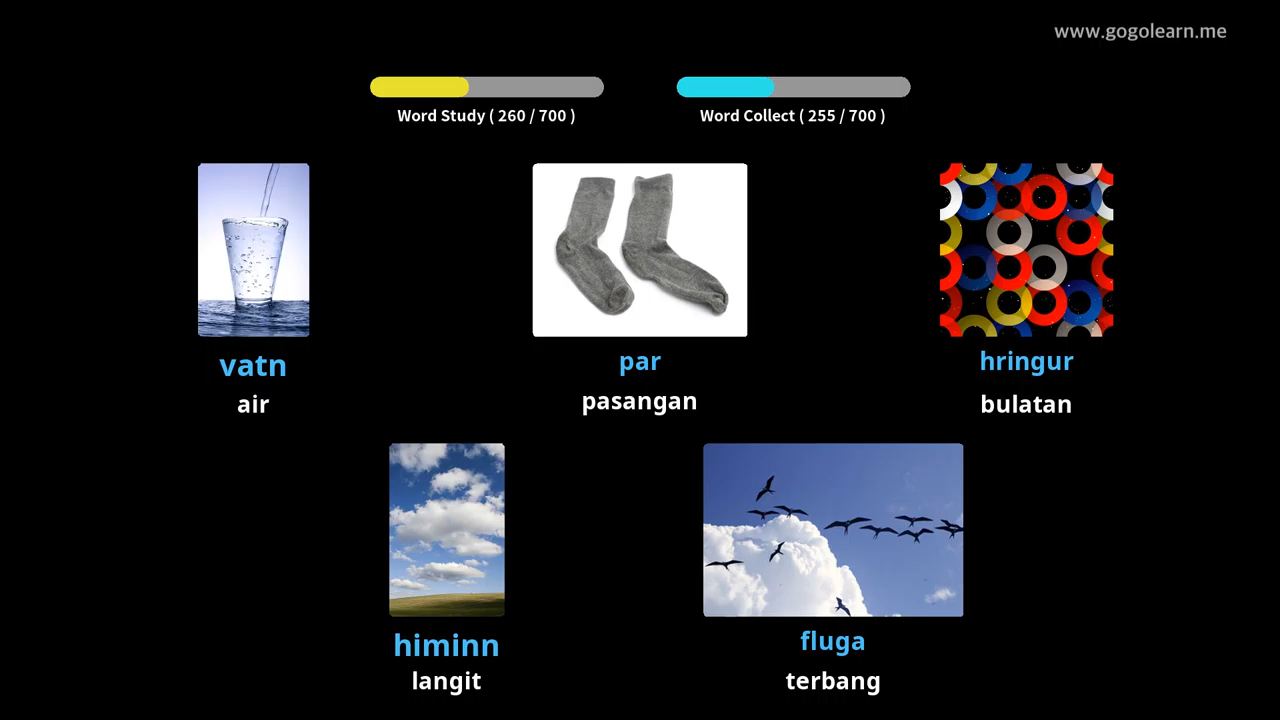 www.gogolearn.me
Word Study ( 260 / 700 )
Word Collect ( 255 / 700 )
vatn
air
par
pasangan
hringur
bulatan
himinn
langit
fluga
terbang